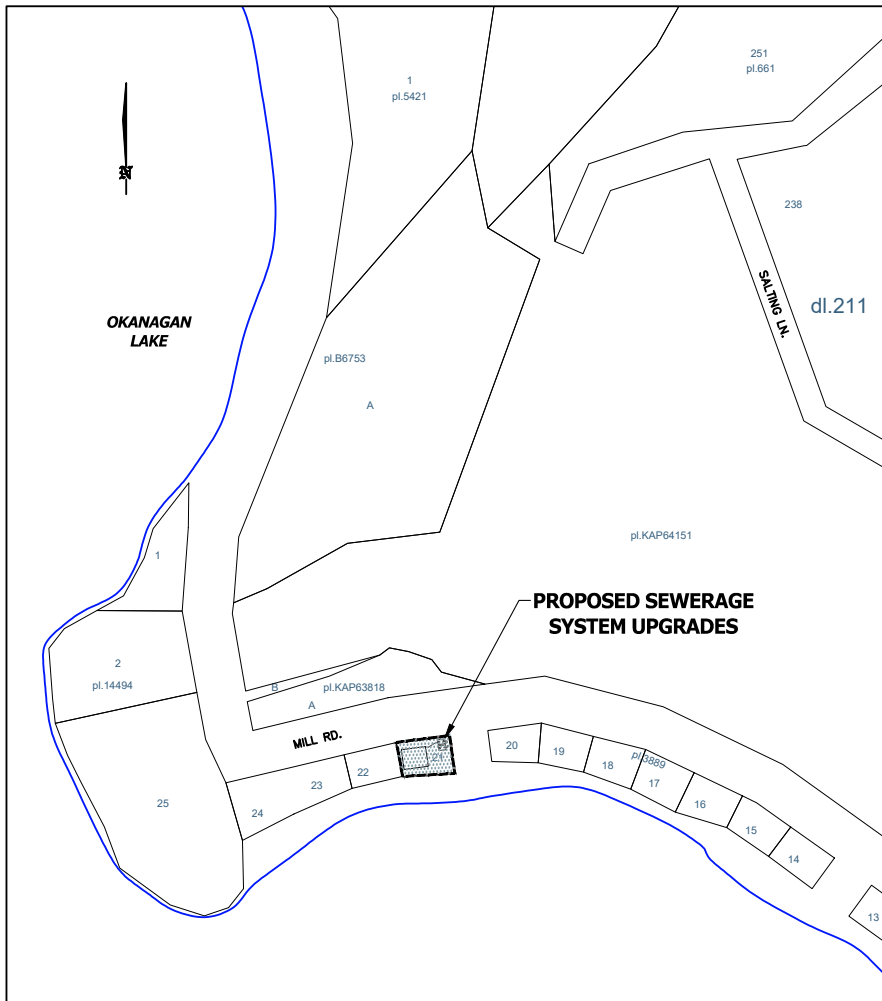 251
pl.661
1
pl.5421
N
238
SALTING LN.
dl.211
OKANAGAN
LAKE
pl.B6753
A
pl.KAP64151
1
PROPOSED SEWERAGE
SYSTEM UPGRADES
2
pl.14494
B
pl.KAP63818
A
MILL RD.
20
19
18
pl.3889
17
16
15
14
13
21
22
23
24
25